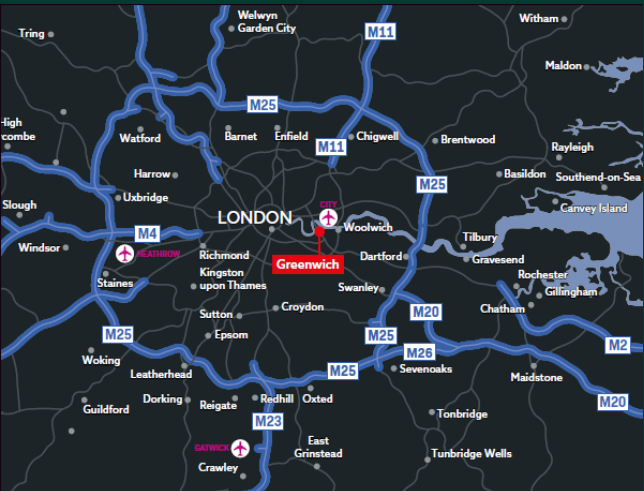 Welwyn
Garden City
Witham
Tring
M11
Maldon
M25
High
Wycombe
Watford
Barnet
Enfield
M11
Chigwell
Brentwood
Rayleigh
Harrow
M25
Basildon
Southend-on-Sea
Uxbridge
Slough
CITY
Canvey Island
LONDON
M4
Woolwich
Windsor
HEATHROW
Richmond
Tilbury
Greenwich
Dartford
Gravesend
Staines
Kingston
upon Thames
Swanley
Rochester
Gillingham
Sutton
Croydon
M20
Chatham
M25
Epsom
M25
M2
M26
Woking
Leatherhead
M25
Sevenoaks
Maidstone
Guildford
Dorking
Reigate
Redhill
Oxted
M20
M23
Tonbridge
GATWICK
East
Grinstead
Crawley
Tunbridge Wells